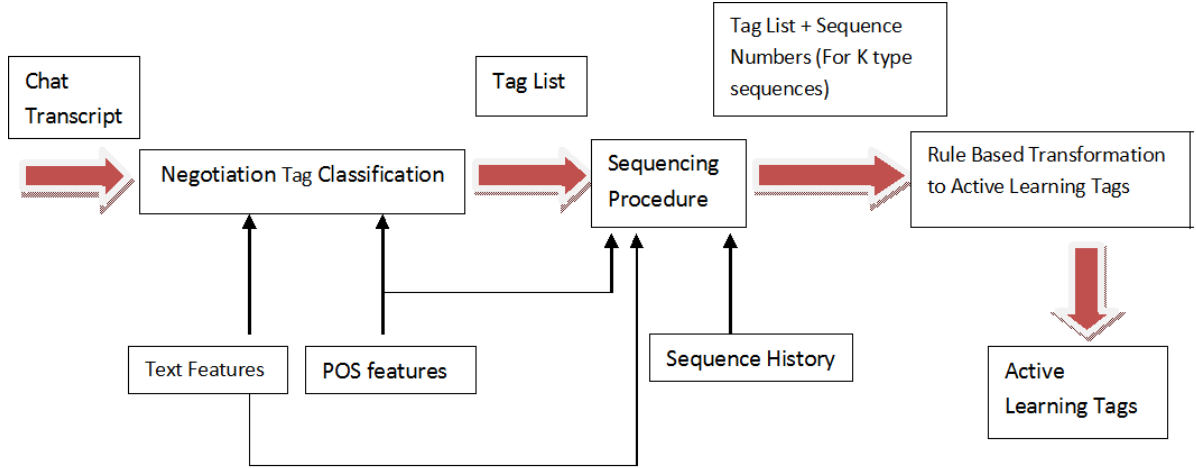 Chat
Transcript
Negotiation Tag Classification
Tag List
Sequencing
Procedure
Tag List + Sequence
Numbers (For K type
sequences)
Rule Based Transformation
to Active Learning Tags
Text Features
POS features
Sequence History
Active
Learning Tags